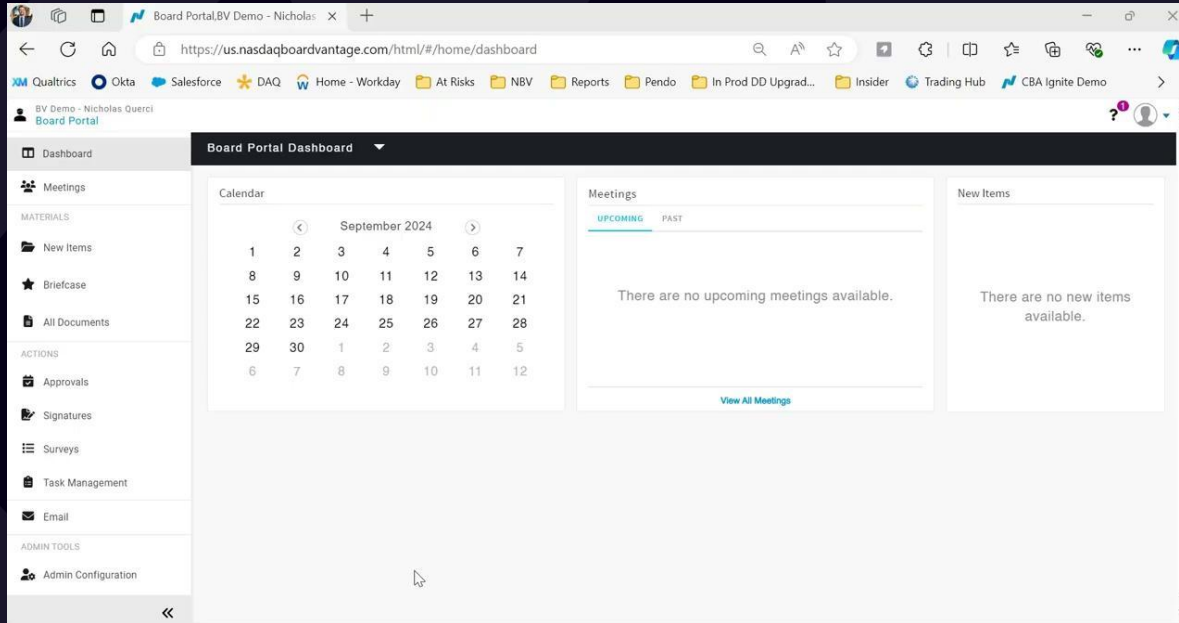 Board Portal,BV Demo - Nicholas
https://us.nasdaqboardvantage.com/html/#/home/dashboard
XM Qualtrics Okta Salesforce DAQ Home - Workday At Risks NBV Reports Pendo In Prod DD Upgrad... Insider Trading Hub CBA Ignite Demo
BV Demo - Nicholas Querci
Board Portal
? 1
Dashboard
Meetings
MATERIALS
New Items
Briefcase
All Documents
ACTIONS
Approvals
Signatures
Surveys
Task Management
Email
ADMIN TOOLS
Admin Configuration
Board Portal Dashboard
Calendar
September 2024
1 2 3 4 5 6 7
8 9 10 11 12 13 14
15 16 17 18 19 20 21
22 23 24 25 26 27 28
29 30 1 2 3 4 5
6 7 8 9 10 11 12
Meetings
UPCOMING PAST
There are no upcoming meetings available.
View All Meetings
New Items
There are no new items
available.